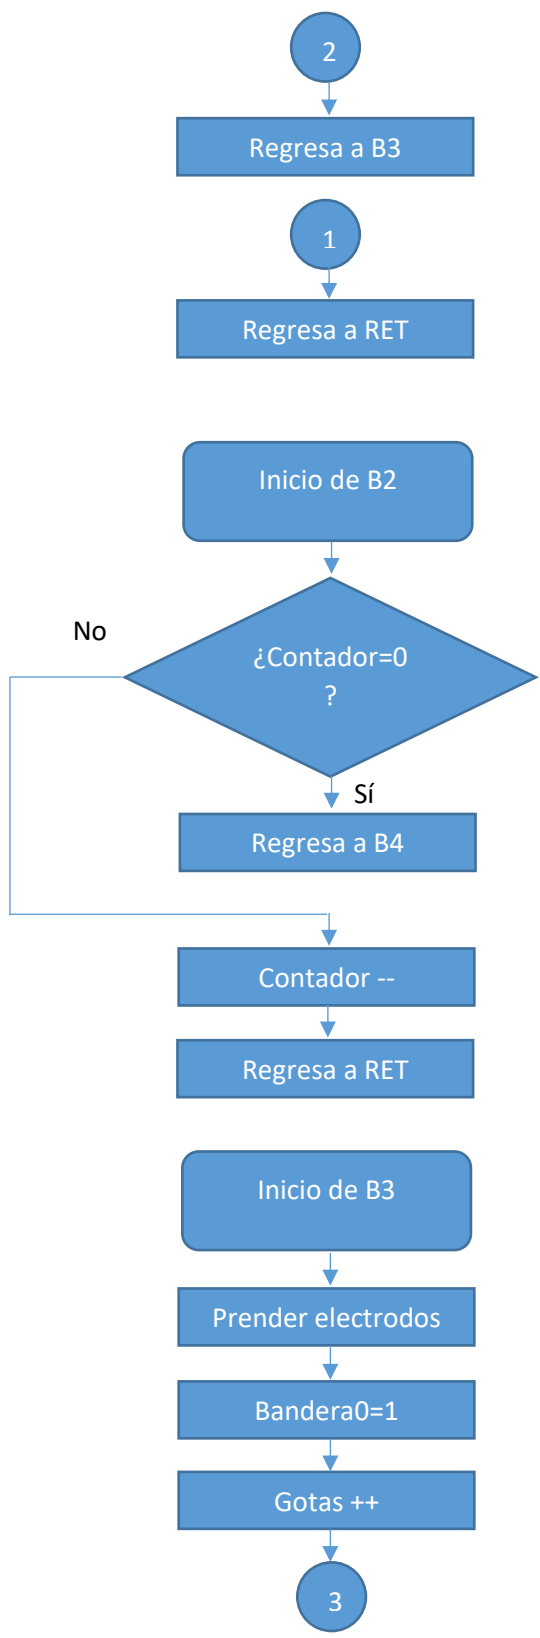 2
Regresa a B3
1
Regresa a RET
Inicio de B2
No
¿Contador=0
?
Sí
Regresa a B4
Contador --
Regresa a RET
Inicio de B3
Prender electrodos
Bandera0=1
Gotas ++
3